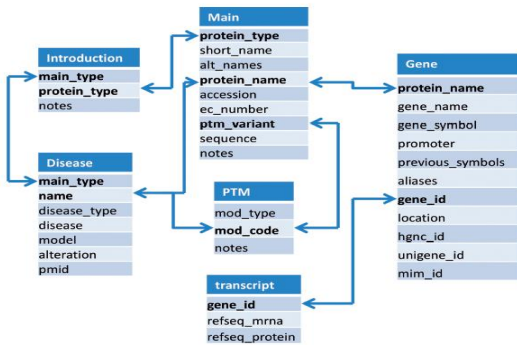 Main
protein_type
short_name
alt_names
protein_name
accession
ec_number
ptm_variant
sequence
notes
Introduction
main_type
protein_type
notes
Gene
protein_name
gene_name
gene_symbol
promoter
previous_symbols
aliases
gene_id
location
hgnc_id
unigene_id
mim_id
Disease
main_type
name
disease_type
disease
model
alteration
pmid
PTM
mod_type
mod_code
notes
transcript
gene_id
refseq_mrna
refseq_protein